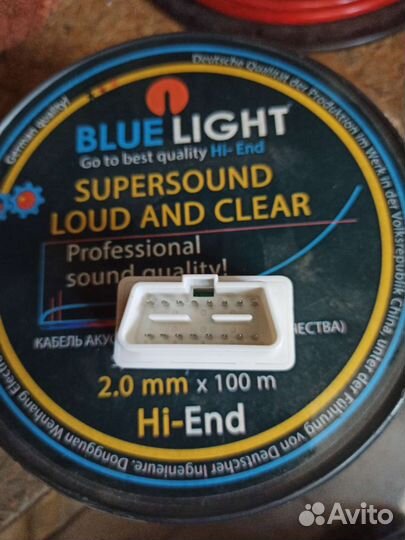 German quality!
Deutsche Qualität der Produktion im Werk in der Volksrepublik China unter der Führung von Deutscher Ingenieure. Dongguan Wenhang Electro
BLUE LIGHT
Go to best quality Hi-End
SUPERSOUND
LOUD AND CLEAR
Professional
sound quality!
КАБЕЛЬ АКУС ЧЕСТВА)
2.0 mm x 100 m
Hi-End
Avito